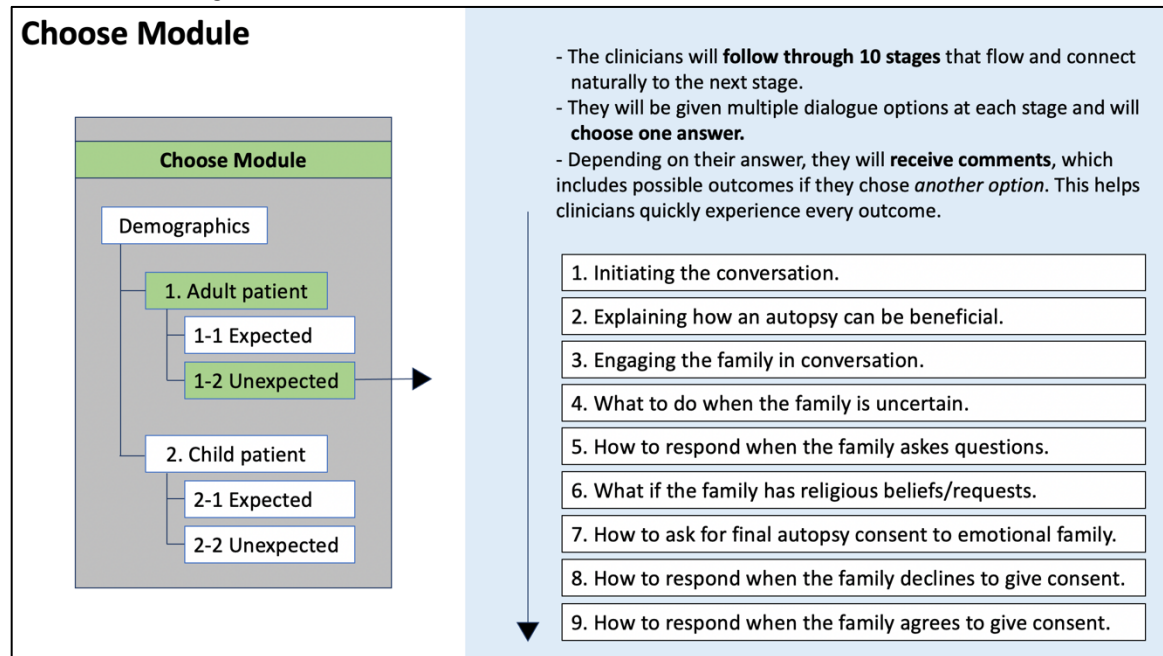 Choose Module
Choose Module
Demographics
1. Adult patient
1-1 Expected
1-2 Unexpected
2. Child patient
2-1 Expected
2-2 Unexpected
- The clinicians will follow through 10 stages that flow and connect
naturally to the next stage.
- They will be given multiple dialogue options at each stage and will
choose one answer.
- Depending on their answer, they will receive comments, which
includes possible outcomes if they chose another option. This helps
clinicians quickly experience every outcome.
1. Initiating the conversation.
2. Explaining how an autopsy can be beneficial.
3. Engaging the family in conversation.
4. What to do when the family is uncertain.
5. How to respond when the family askes questions.
6. What if the family has religious beliefs/requests.
7. How to ask for final autopsy consent to emotional family.
8. How to respond when the family declines to give consent.
9. How to respond when the family agrees to give consent.